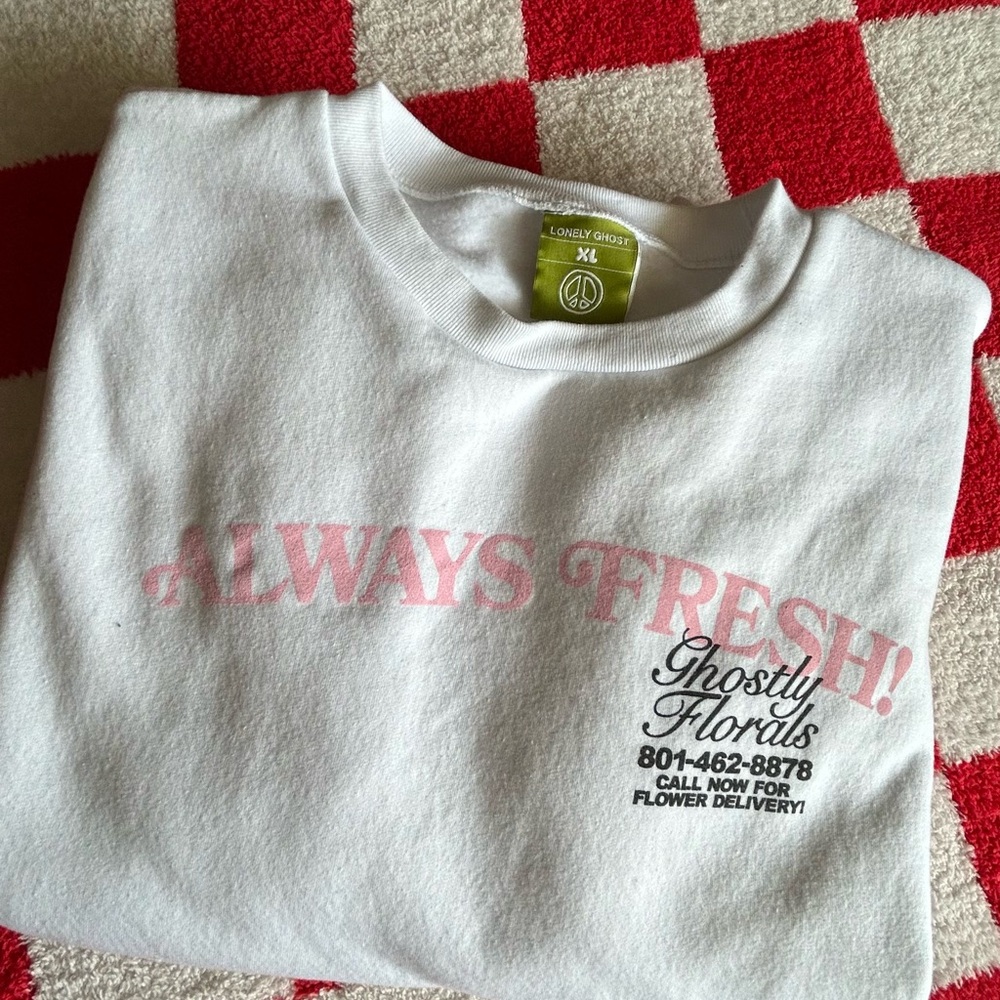 LONELY GHOST
XL
ALWAYS FRESH!
Ghostly
Florals
801-462-8878
CALL NOW FOR
FLOWER DELIVERY!